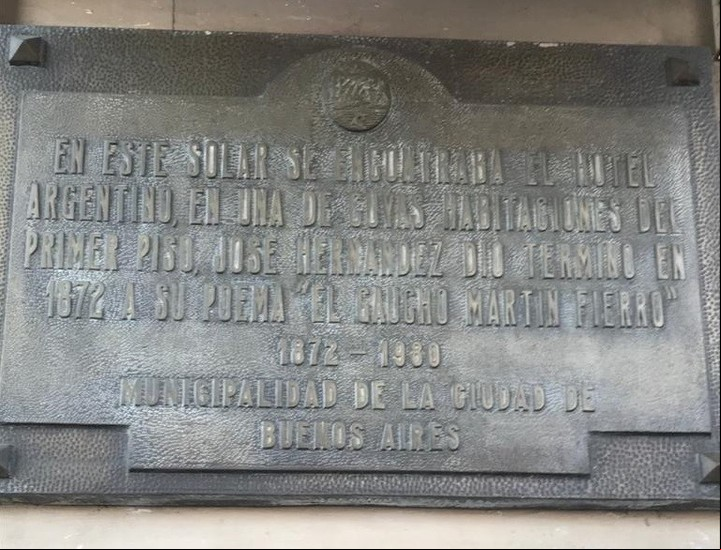 EN ESTE SOLAR SE ENCONTRABA EL HOTEL
ARGENTINO, EN UNA DE CUYAS HABITACIONES DEL
PRIMER PISO, JOSE HERNANDEZ DIO TERMINO EN
1872 A SU POEMA "EL GAUCHO MARTIN FIERRO"
1872 - 1930
MUNICIPALIDAD DE LA CIUDAD DE
BUENOS AIRES